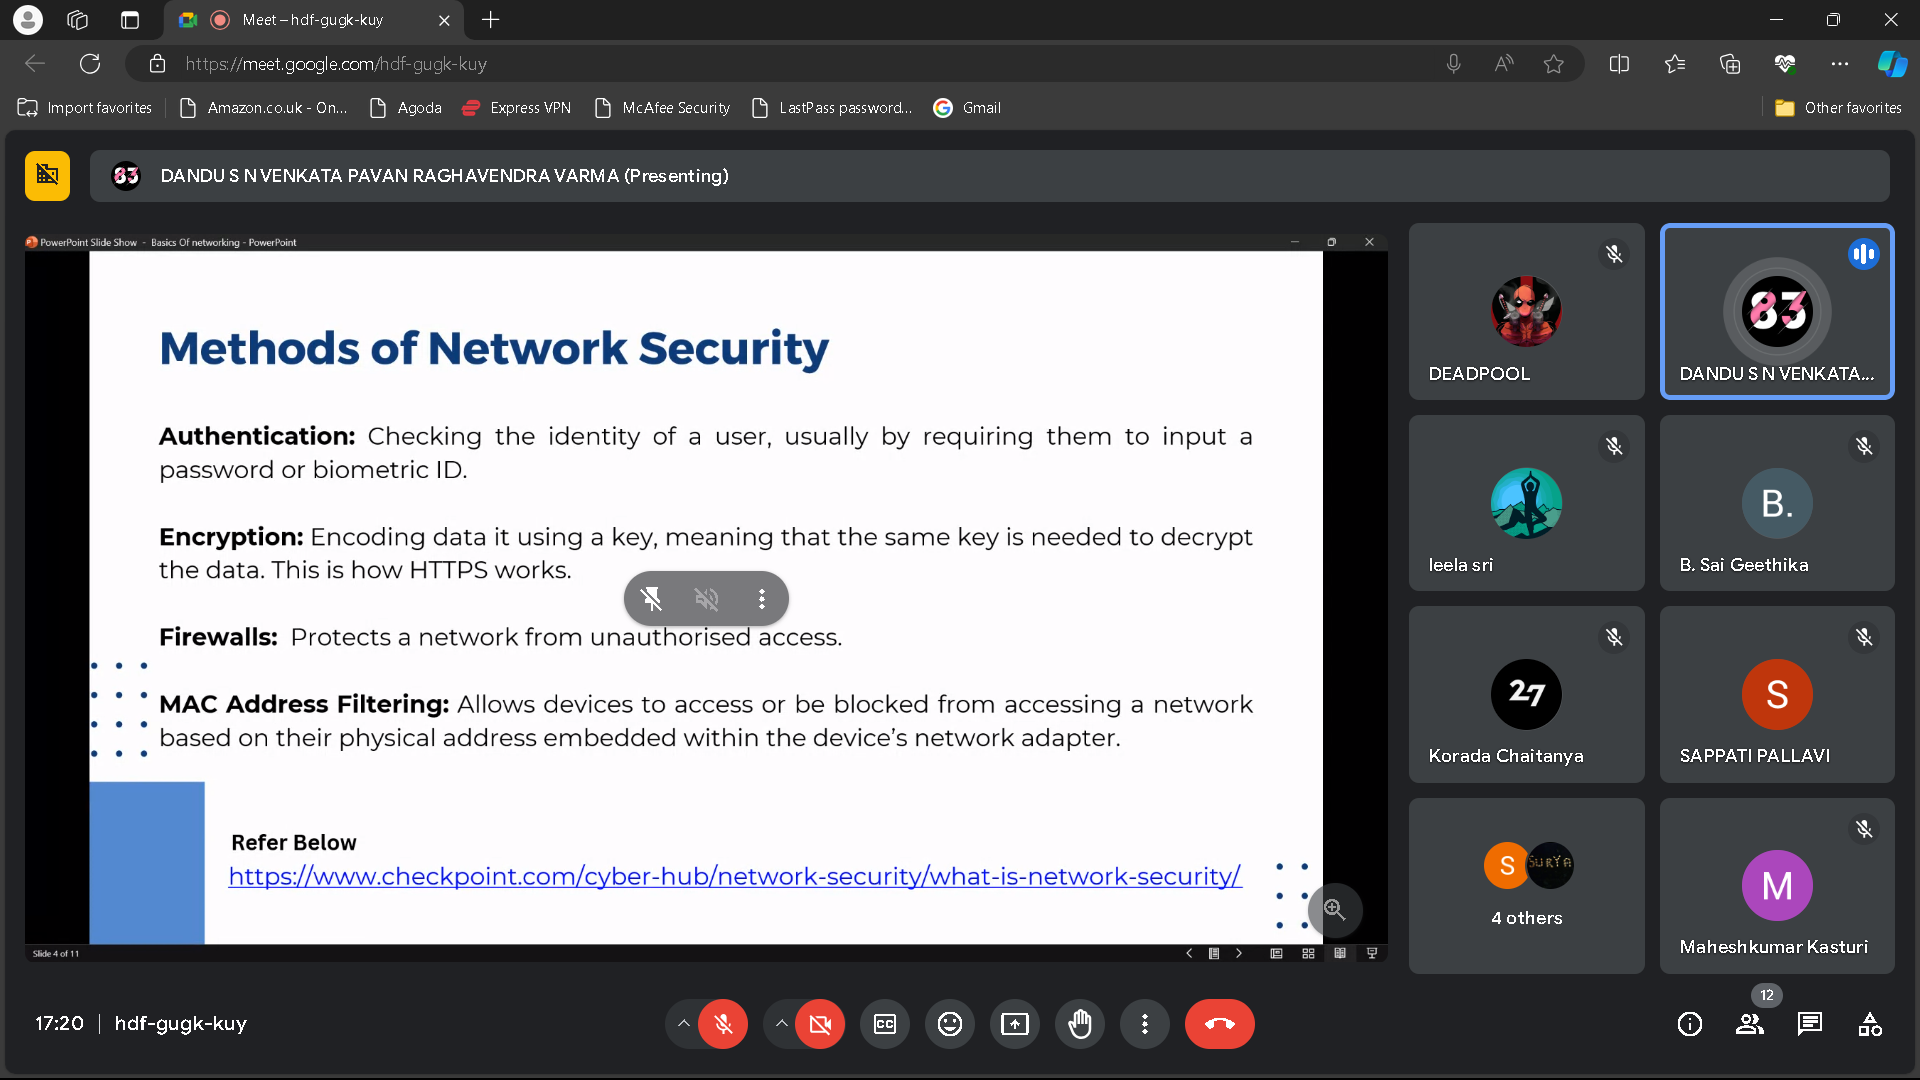 Meet – hdf-gugk-kuy
https://meet.google.com/hdf-gugk-kuy
Import favorites
Amazon.co.uk - On...
Agoda
Express VPN
McAfee Security
LastPass password...
Gmail
Other favorites
83
DANDU S N VENKATA PAVAN RAGHAVENDRA VARMA (Presenting)
PowerPoint Slide Show - Basics Of networking - PowerPoint
Methods of Network Security
Authentication: Checking the identity of a user, usually by requiring them to input a
password or biometric ID.
Encryption: Encoding data it using a key, meaning that the same key is needed to decrypt
the data. This is how HTTPS works.
Firewalls: Protects a network from unauthorised access.
MAC Address Filtering: Allows devices to access or be blocked from accessing a network
based on their physical address embedded within the device's network adapter.
Refer Below
https://www.checkpoint.com/cyber-hub/network-security/what-is-network-security/
Slide 4 of 11
DEADPOOL
83
DANDU S N VENKATA...
leela sri
B.
B. Sai Geethika
27
Korada Chaitanya
S
SAPPATI PALLAVI
S
SURYA
4 others
M
Maheshkumar Kasturi
17:20
hdf-gugk-kuy
CC
12